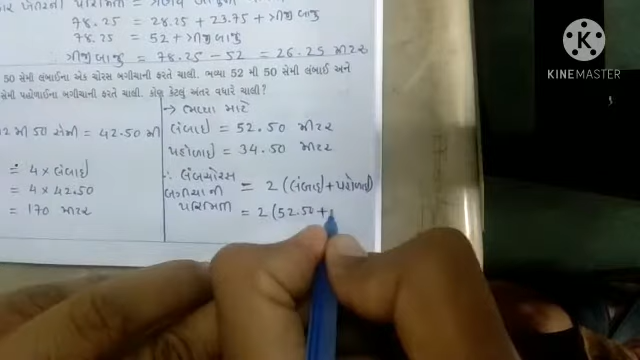 78.25 = 28.25 + 23.75 + ત્રીજી બાજુ
78.25 = 52 + ત્રીજી બાજુ
ત્રીજી બાજુ = 78.25 - 52 = 26.25 મીટર
KINEMASTER
50 સેમી લંબાઈના એક ચોરસ બગીચાની ફરતે ચાલી. ભવ્યા 52 મી 50 સેમી લંબાઈ અને
સેમી પહોળાઈના બગીચાની ફરતે ચાલી. કોણ કેટલું અંતર વધારે ચાલી?
2 મી 50 સેમી = 42.50 મી
= 4 x લંબાઈ
= 4 x 42.50
= 170 મીટર
→ ભવ્યા માટે
લંબાઈ = 52.50 મીટર
પહોળાઈ = 34.50 મીટર
∴ લંબચોરસ
બગીચાની = 2 (લંબાઈ + પહોળાઈ)
પરિમિતિ = 2 (52.50 +